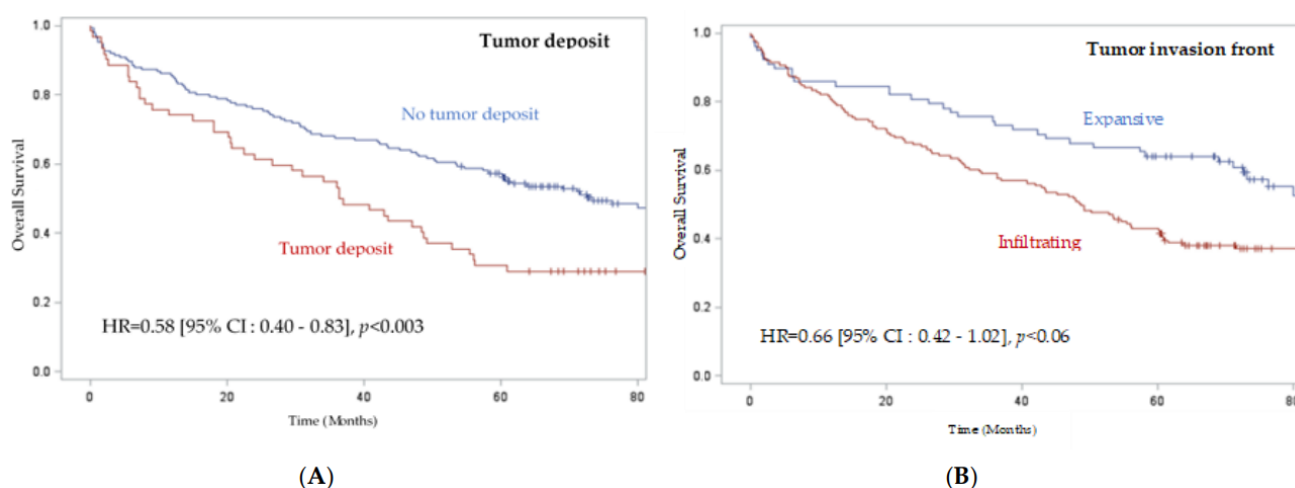 Tumor deposit
1.0
0.8
0.6
0.4
0.2
0.0
Overall Survival
No tumor deposit
Tumor deposit
HR=0.58 [95% CI : 0.40 - 0.83], p<0.003
0 20 40 60 80
Time (Months)
(A)
Tumor invasion front
1.0
0.8
0.6
0.4
0.2
0.0
Overall Survival
Expansive
Infiltrating
HR=0.66 [95% CI : 0.42 - 1.02], p<0.06
0 20 40 60 80
Time (Months)
(B)